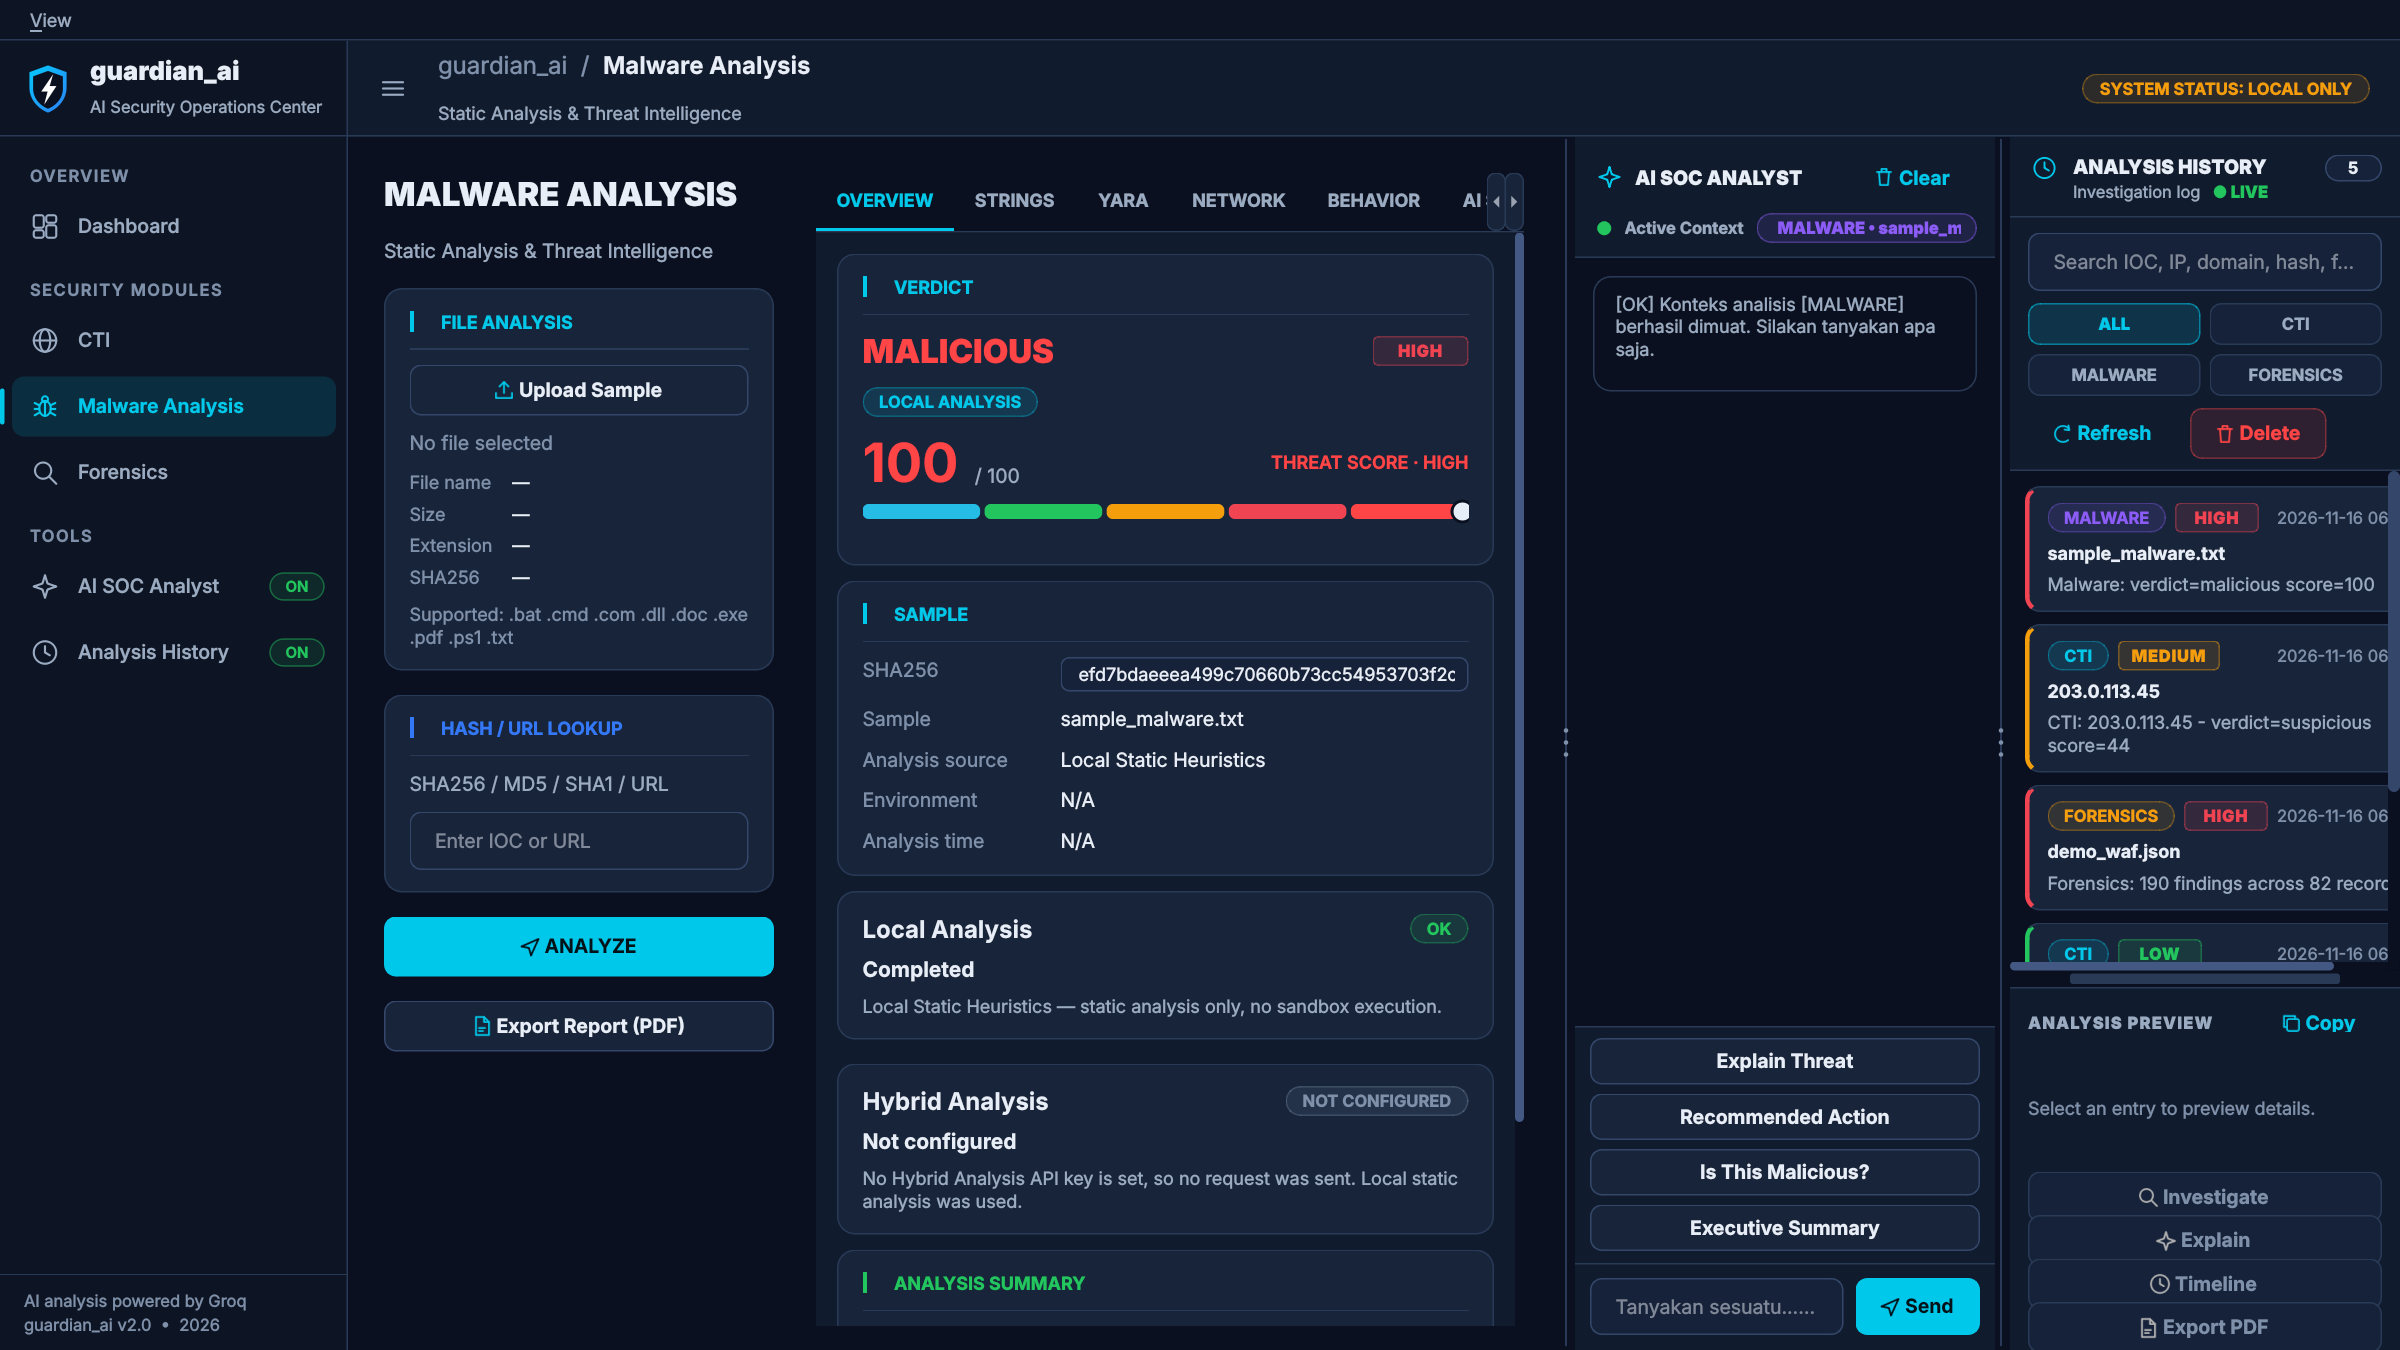 View
guardian_ai
AI Security Operations Center
OVERVIEW
Dashboard
SECURITY MODULES
CTI
Malware Analysis
Forensics
TOOLS
AI SOC Analyst ON
Analysis History ON
AI analysis powered by Groq
guardian_ai v2.0 • 2026
guardian_ai / Malware Analysis
Static Analysis & Threat Intelligence
SYSTEM STATUS: LOCAL ONLY
MALWARE ANALYSIS
Static Analysis & Threat Intelligence
FILE ANALYSIS
Upload Sample
No file selected
File name —
Size —
Extension —
SHA256 —
Supported: .bat .cmd .com .dll .doc .exe
.pdf .ps1 .txt
HASH / URL LOOKUP
SHA256 / MD5 / SHA1 / URL
Enter IOC or URL
ANALYZE
Export Report (PDF)
OVERVIEW STRINGS YARA NETWORK BEHAVIOR AI
VERDICT
MALICIOUS HIGH
LOCAL ANALYSIS
100 / 100 THREAT SCORE · HIGH
SAMPLE
SHA256 efd7bdaeeea499c70660b73cc54953703f2c
Sample sample_malware.txt
Analysis source Local Static Heuristics
Environment N/A
Analysis time N/A
Local Analysis OK
Completed
Local Static Heuristics — static analysis only, no sandbox execution.
Hybrid Analysis NOT CONFIGURED
Not configured
No Hybrid Analysis API key is set, so no request was sent. Local static
analysis was used.
ANALYSIS SUMMARY
AI SOC ANALYST Clear
Active Context MALWARE • sample_m
[OK] Konteks analisis [MALWARE]
berhasil dimuat. Silakan tanyakan apa
saja.
Explain Threat
Recommended Action
Is This Malicious?
Executive Summary
Tanyakan sesuatu...... Send
ANALYSIS HISTORY 5
Investigation log LIVE
Search IOC, IP, domain, hash, f...
ALL CTI
MALWARE FORENSICS
Refresh Delete
MALWARE HIGH 2026-11-16 06
sample_malware.txt
Malware: verdict=malicious score=100
CTI MEDIUM 2026-11-16 06
203.0.113.45
CTI: 203.0.113.45 - verdict=suspicious
score=44
FORENSICS HIGH 2026-11-16 06
demo_waf.json
Forensics: 190 findings across 82 recorc
CTI LOW 2026-11-16 06
ANALYSIS PREVIEW Copy
Select an entry to preview details.
Investigate
Explain
Timeline
Export PDF